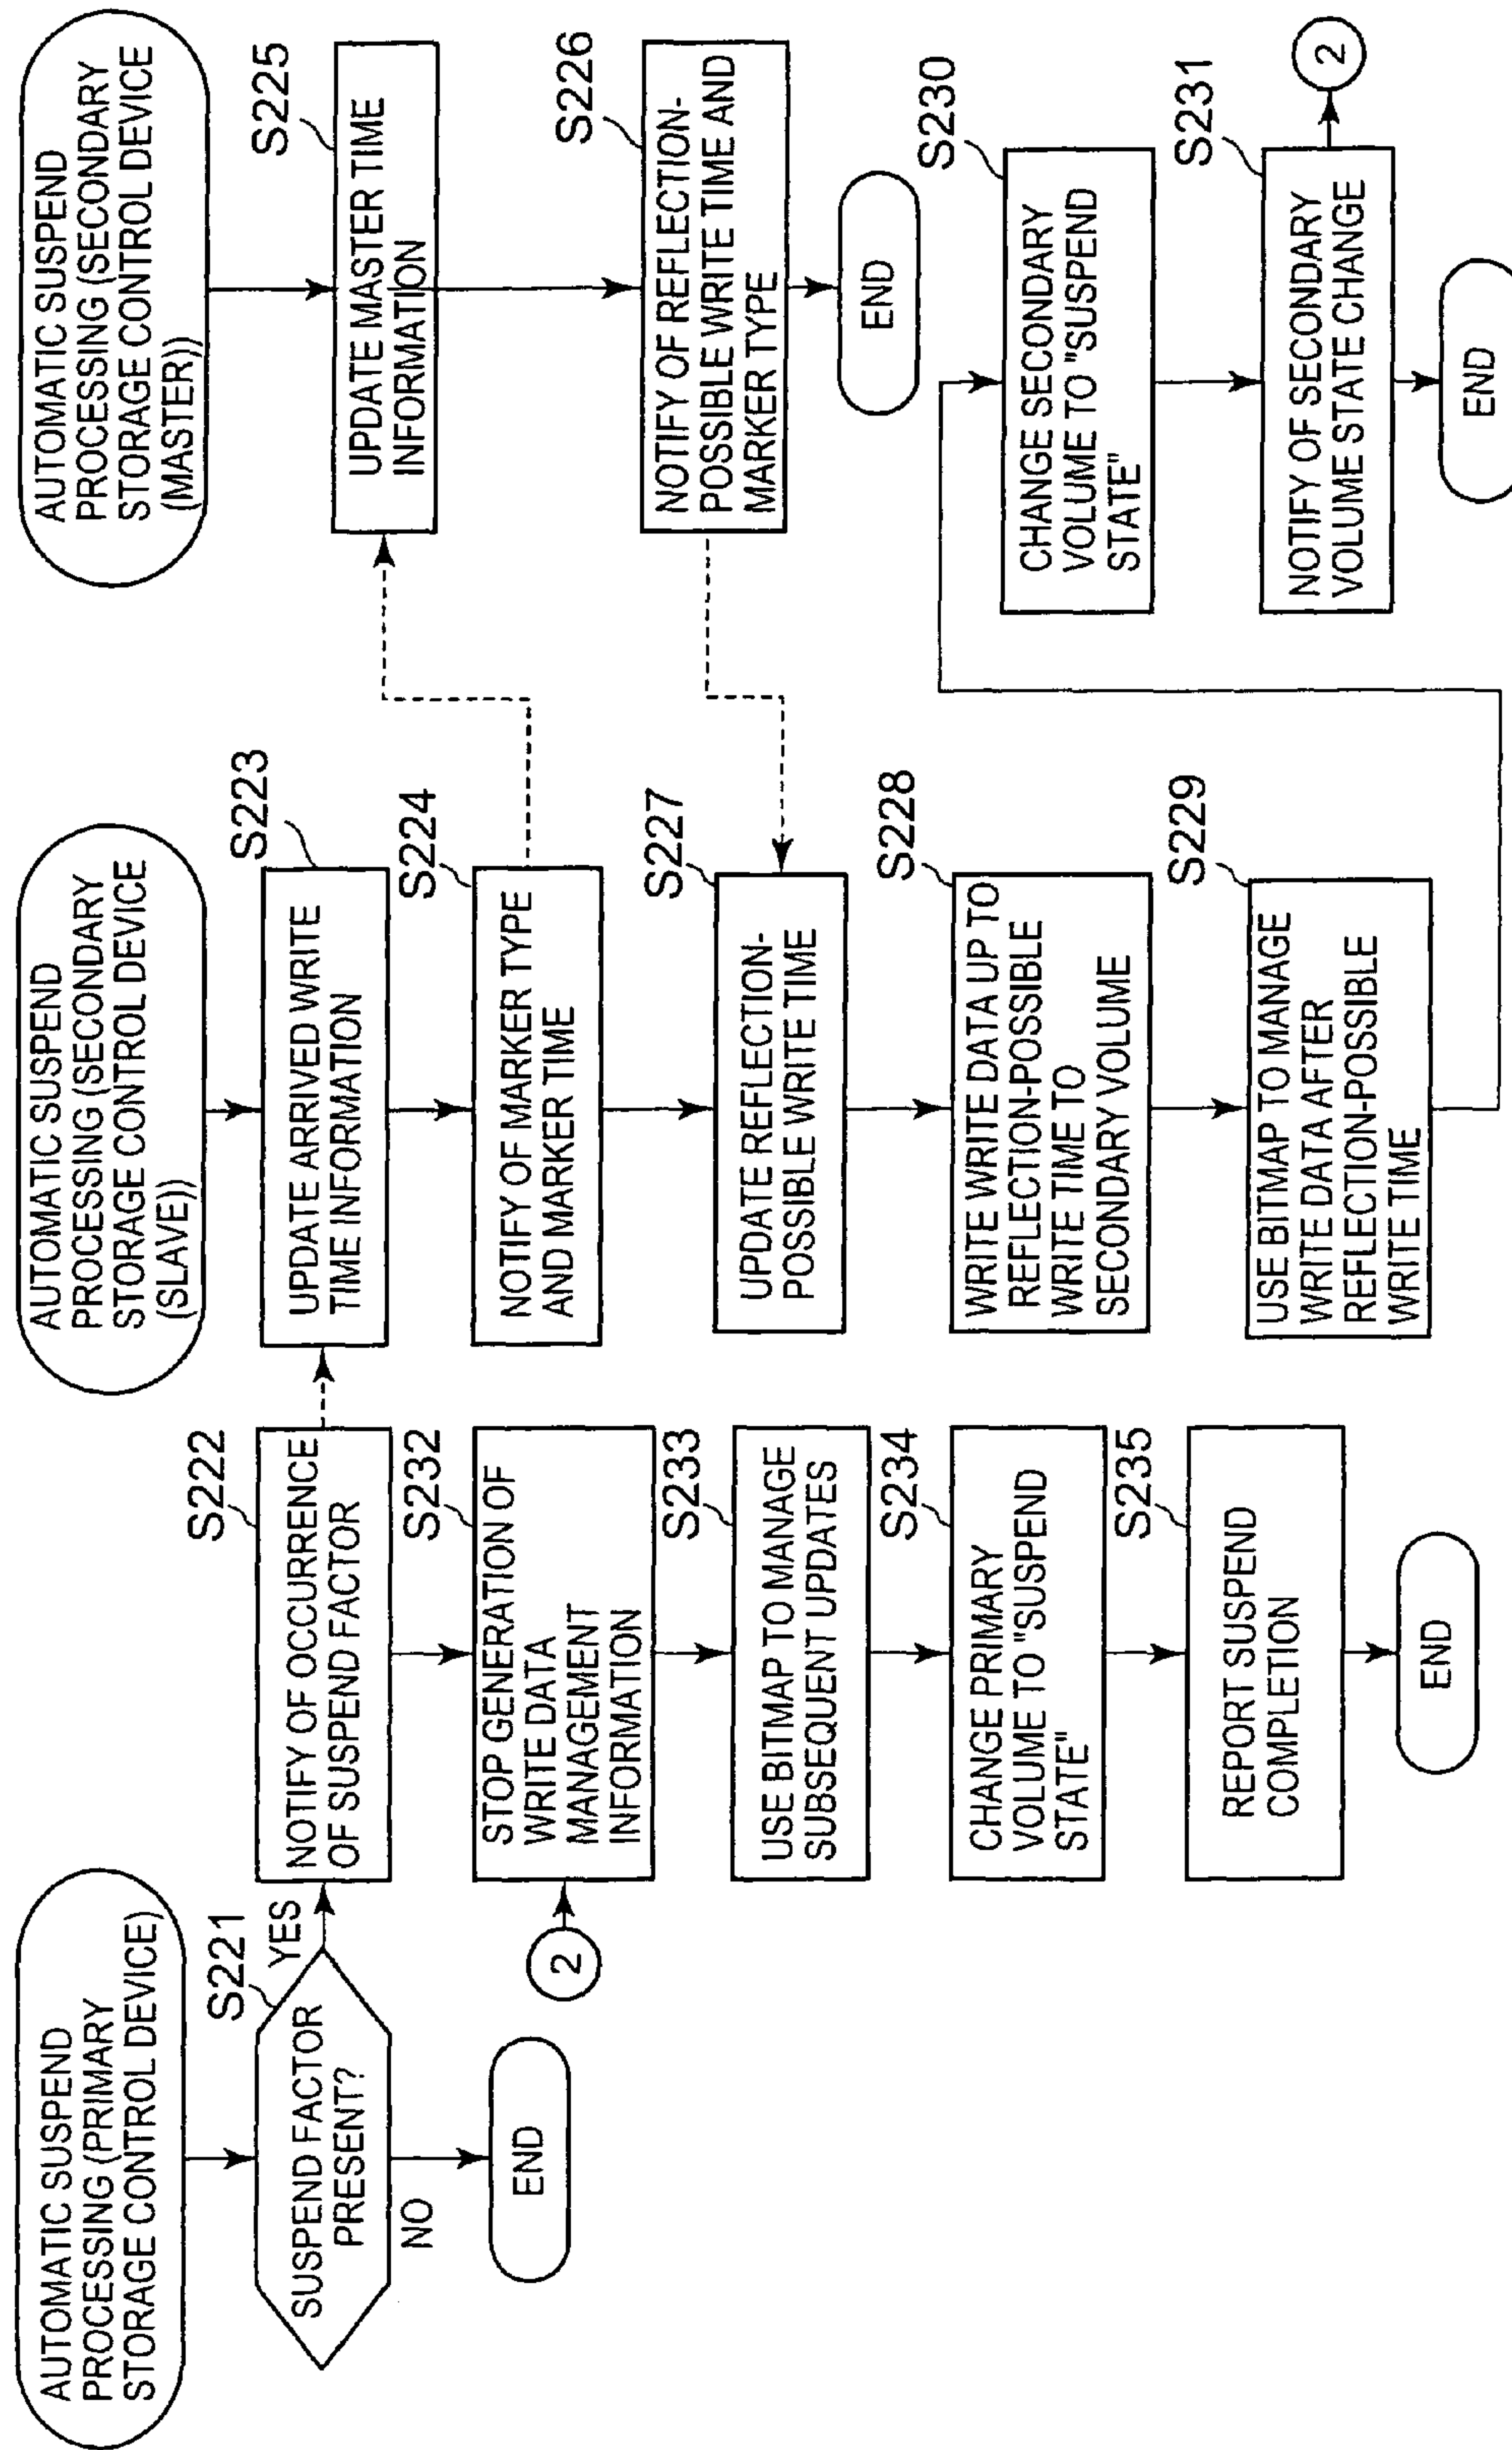 AUTOMATIC SUSPEND
PROCESSING (PRIMARY
STORAGE CONTROL DEVICE)
S221
SUSPEND FACTOR
PRESENT?
YES
NO
END
S222
NOTIFY OF OCCURRENCE
OF SUSPEND FACTOR
2
S232
STOP GENERATION OF
WRITE DATA
MANAGEMENT
INFORMATION
S233
USE BITMAP TO MANAGE
SUBSEQUENT UPDATES
S234
CHANGE PRIMARY
VOLUME TO "SUSPEND
STATE"
S235
REPORT SUSPEND
COMPLETION
END
AUTOMATIC SUSPEND
PROCESSING (SECONDARY
STORAGE CONTROL DEVICE
(SLAVE))
S223
UPDATE ARRIVED WRITE
TIME INFORMATION
S224
NOTIFY OF MARKER TYPE
AND MARKER TIME
S227
UPDATE REFLECTION-
POSSIBLE WRITE TIME
S228
WRITE WRITE DATA UP TO
REFLECTION-POSSIBLE
WRITE TIME TO
SECONDARY VOLUME
S229
USE BITMAP TO MANAGE
WRITE DATA AFTER
REFLECTION-POSSIBLE
WRITE TIME
AUTOMATIC SUSPEND
PROCESSING (SECONDARY
STORAGE CONTROL DEVICE
(MASTER))
S225
UPDATE MASTER TIME
INFORMATION
S226
NOTIFY OF REFLECTION-
POSSIBLE WRITE TIME AND
MARKER TYPE
END
S230
CHANGE SECONDARY
VOLUME TO "SUSPEND
STATE"
S231
NOTIFY OF SECONDARY
VOLUME STATE CHANGE
2
END